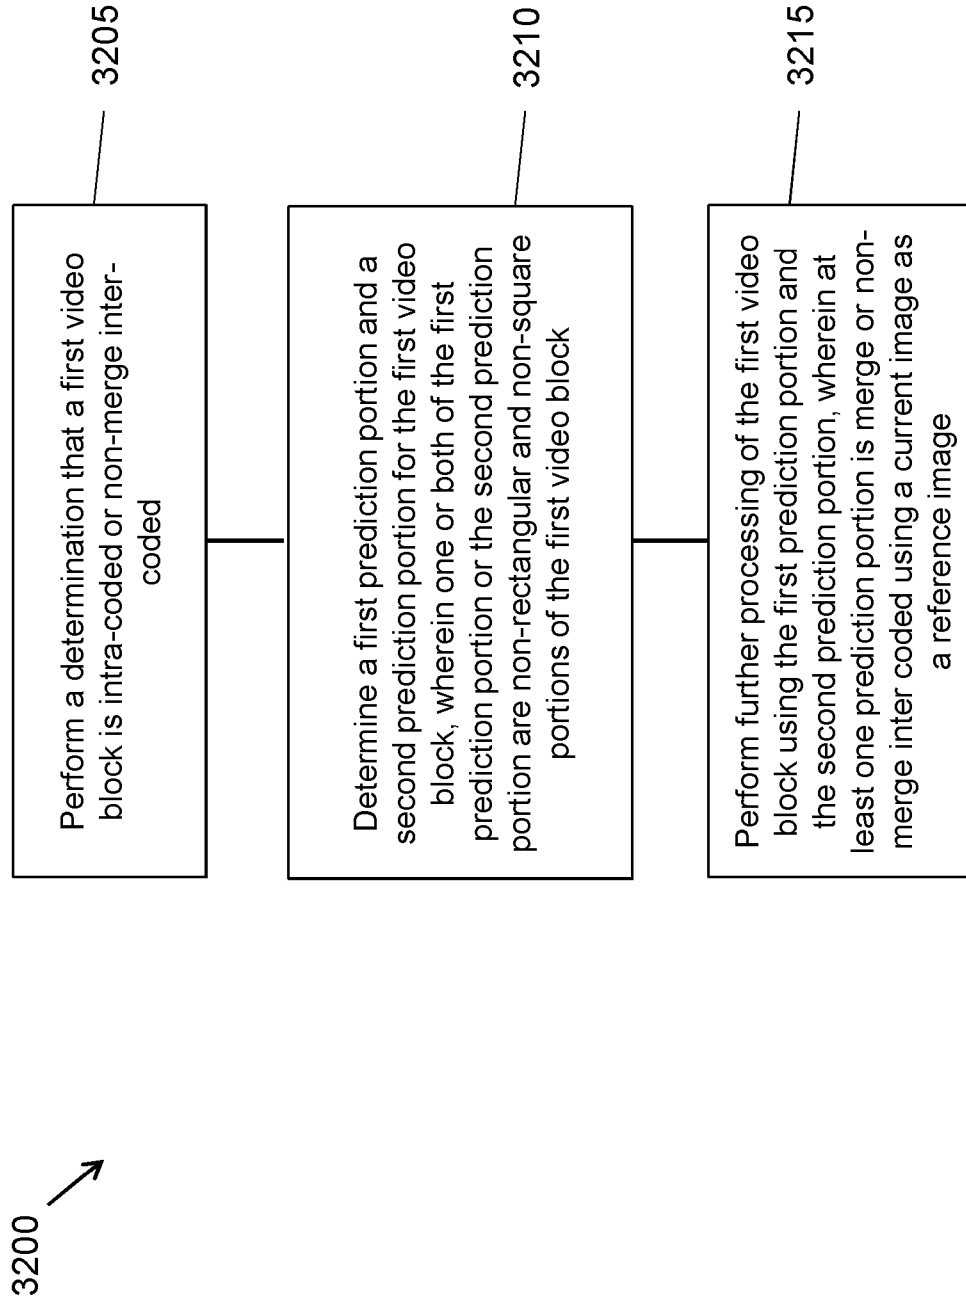 3200
Perform a determination that a first video
block is intra-coded or non-merge inter-
coded
3205
Determine a first prediction portion and a
second prediction portion for the first video
block, wherein one or both of the first
prediction portion or the second prediction
portion are non-rectangular and non-square
portions of the first video block
3210
Perform further processing of the first video
block using the first prediction portion and
the second portion, wherein at
least one prediction portion is merge or non-
merge inter coded using a current image as
a reference image
3215